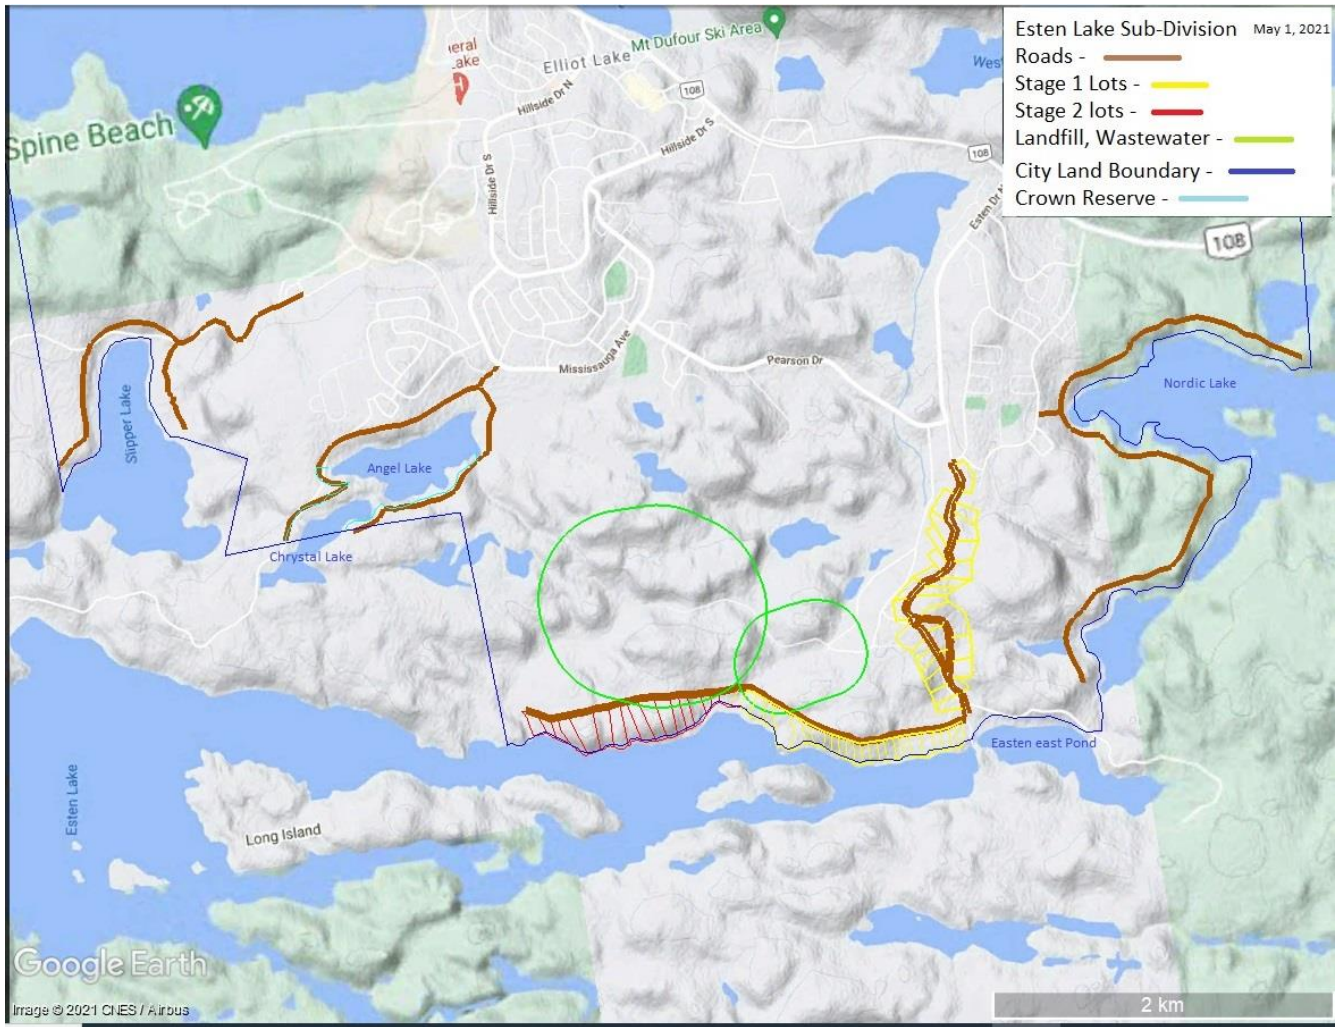 Esten Lake Sub-Division May 1, 2021
Roads -
Stage 1 Lots -
Stage 2 lots -
Landfill, Wastewater -
City Land Boundary -
Crown Reserve -
Mt Dufour Ski Area
Elliot Lake
eral
Lake
H
West
108
Hillside Dr N
Spine Beach
Hillside Dr S
Hillside Dr S
108
Esten Dr N
108
Mississauga Ave
Pearson Dr
Nordic Lake
Slipper Lake
Angel Lake
Chrystal Lake
Easten east Pond
Esten Lake
Long Island
Google Earth
Image © 2021 CNES / Airbus
2 km